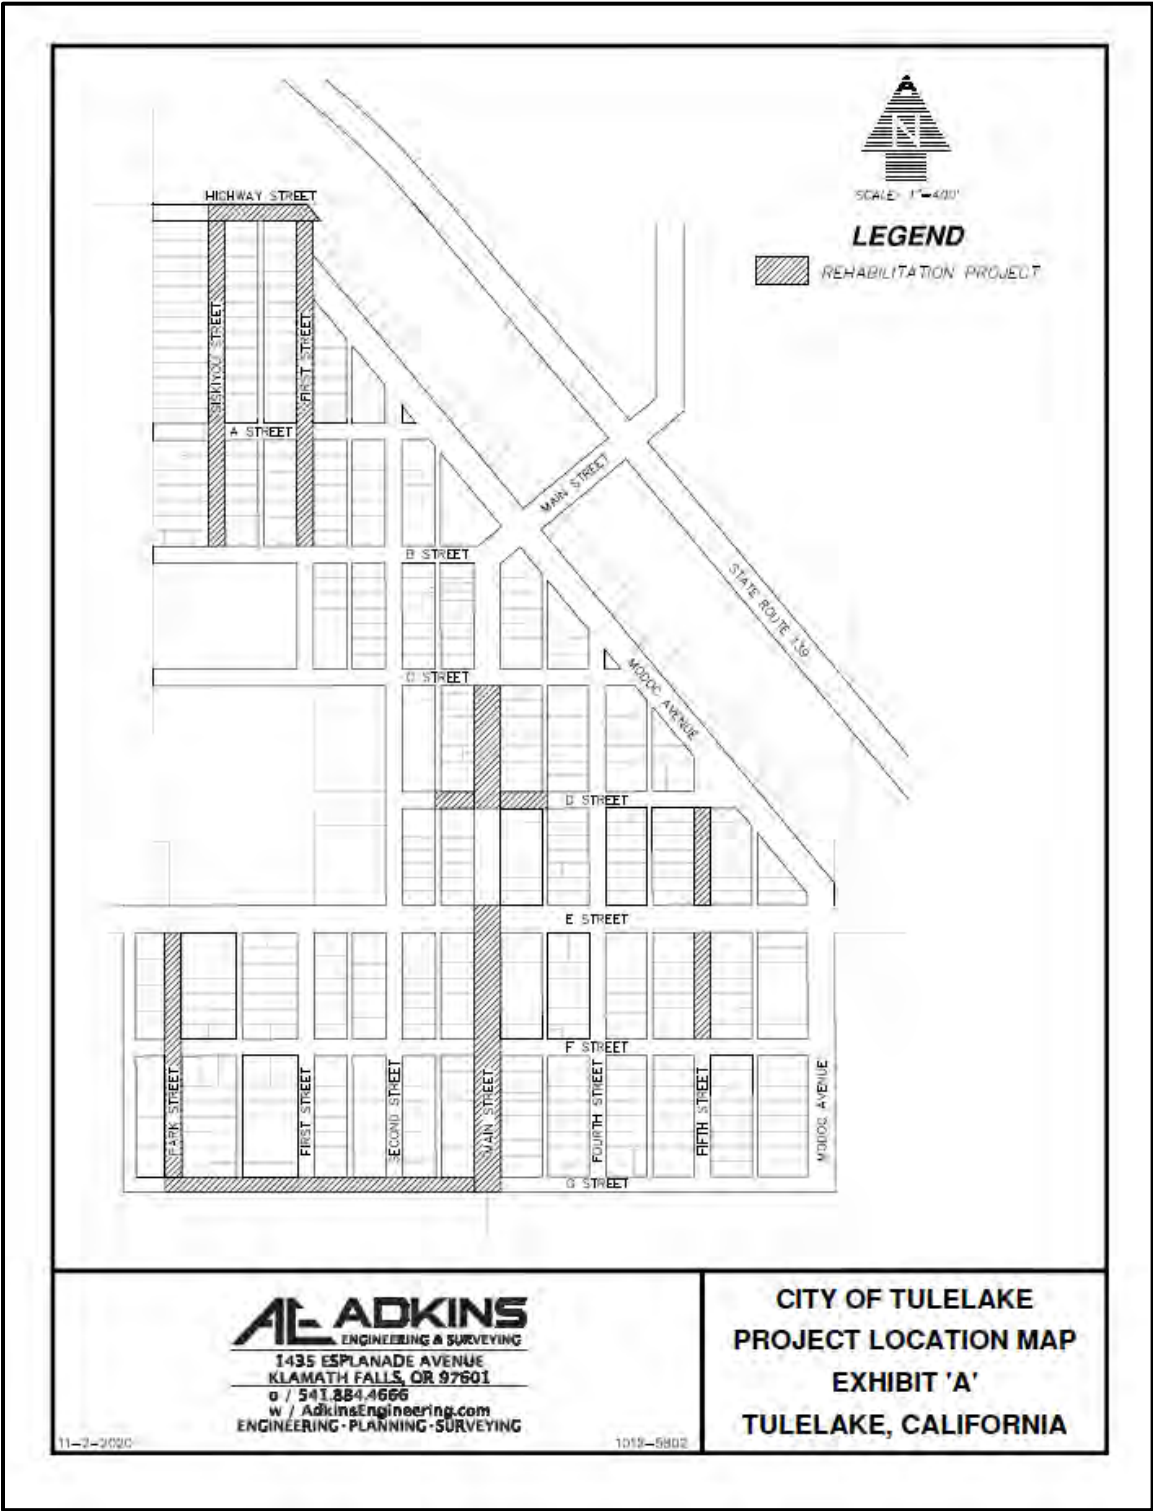 A
N
SCALE: 1"=400'
LEGEND
REHABILITATION PROJECT
HIGHWAY STREET
SISKIYOU STREET
FIRST STREET
A STREET
MAIN STREET
B STREET
STATE ROUTE 139
C STREET
MODOC AVENUE
D STREET
E STREET
F STREET
PARK STREET
FIRST STREET
SECOND STREET
MAIN STREET
FOURTH STREET
FIFTH STREET
MODOC AVENUE
G STREET
AE ADKINS
ENGINEERING & SURVEYING
1435 ESPLANADE AVENUE
KLAMATH FALLS, OR 97601
o / 541.884.4666
w / AdkinsEngineering.com
ENGINEERING · PLANNING · SURVEYING
11-2-2020
CITY OF TULELAKE
PROJECT LOCATION MAP
EXHIBIT 'A'
TULELAKE, CALIFORNIA